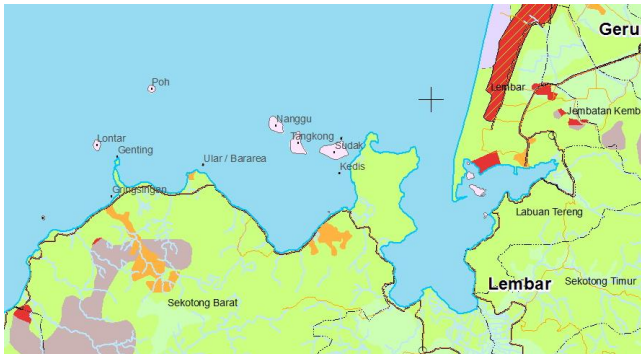 Geru
Poh
Lembar
Jembatan Kemb
Nanggu
Lontar
Tangkong
Sudak
Genting
Ular / Bararea
Kedis
Gringsingan
Labuan Tereng
Lembar
Sekotong Timur
Sekotong Barat